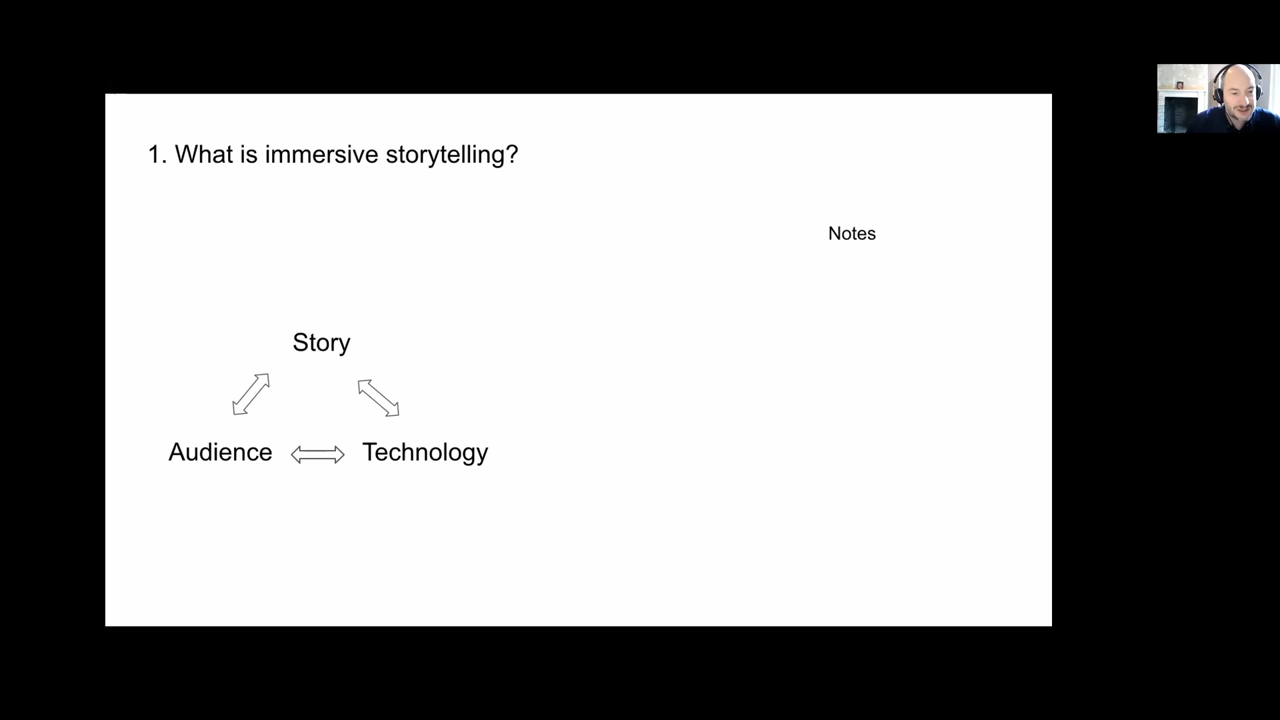 1. What is immersive storytelling?
Notes
Story
Audience
Technology